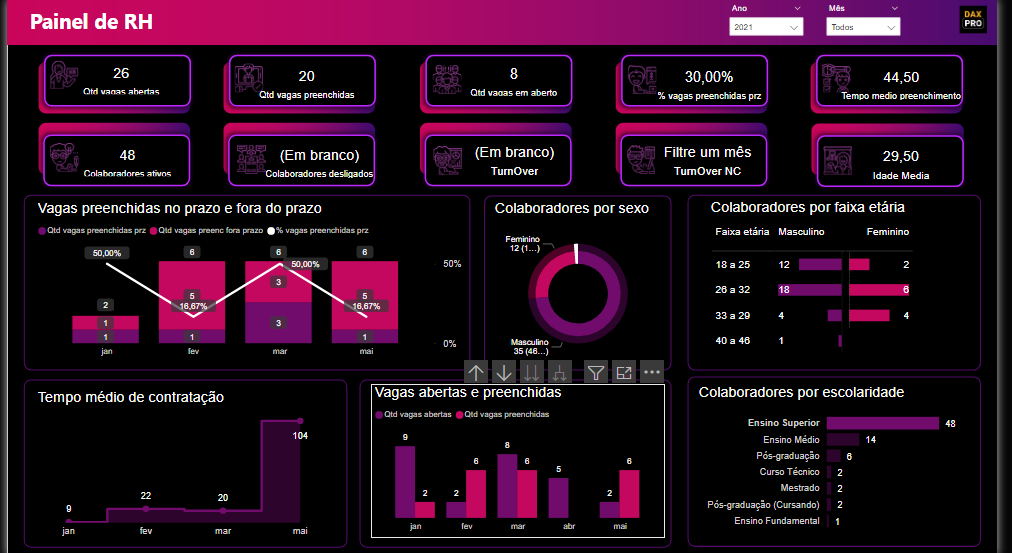 Painel de RH
Ano
Mês
2021
Todos
DAX
PRO
26
Qtd vagas abertas
20
Qtd vagas preenchidas
8
Qtd vagas em aberto
30,00%
% vagas preenchidas prz
44,50
Tempo medio preenchimento
48
Colaboradores ativos
(Em branco)
Colaboradores desligados
(Em branco)
TurnOver
Filtre um mês
TurnOver NC
29,50
Idade Media
Vagas preenchidas no prazo e fora do prazo
Qtd vagas preenchidas prz Qtd vagas preenc fora prazo % vagas preenchidas prz
50,00%
6
6
6
50,00%
50%
2
3
5
5
16,67%
16,67%
1
1
1
3
1
0%
jan fev mar mai
Colaboradores por sexo
Feminino
12 (1...)
Masculino
35 (46...)
Colaboradores por faixa etária
Faixa etária Masculino Feminino
18 a 25 12 2
26 a 32 18 6
33 a 29 4 4
40 a 46 1
Tempo médio de contratação
9
22
20
104
jan fev mar mai
Vagas abertas e preenchidas
Qtd vagas abertas Qtd vagas preenchidas
9 2 2 6 8 6 5 2 6
jan fev mar abr mai
Colaboradores por escolaridade
Ensino Superior 48
Ensino Médio 14
Pós-graduação 6
Curso Técnico 2
Mestrado 2
Pós-graduação (Cursando) 2
Ensino Fundamental 1